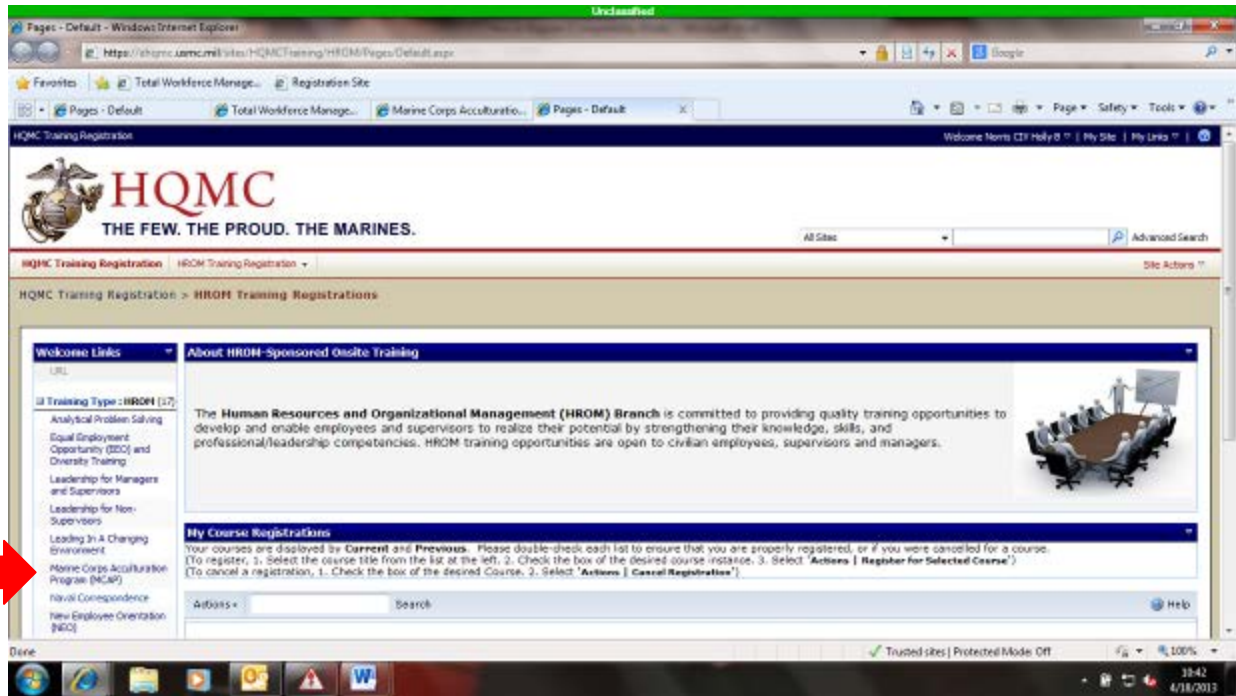 Unclassified
Pages - Default - Windows Internet Explorer
Google
Favorites Total Workforce Manage... Registration Site
Pages - Default Total Workforce Manage... Marine Corps Acculturatio... Pages - Default Page Safety Tools
HQMC Training Registration Welcome Norris CIV Holly B | My Site | My Links
HQMC
THE FEW. THE PROUD. THE MARINES.
All Sites Advanced Search
HQMC Training Registration HROM Training Registration Site Actions
HQMC Training Registration > HROM Training Registrations
Welcome Links
URL
Training Type : HROM (17)
Analytical Problem Solving
Equal Employment
Opportunity (EEO) and
Diversity Training
Leadership for Managers
and Supervisors
Leadership for Non-
Supervisors
Leading In A Changing
Environment
Marine Corps Acculturation
Program (MCAP)
Naval Correspondence
New Employee Orientation
(NEO)
About HROM-Sponsored Onsite Training
The Human Resources and Organizational Management (HROM) Branch is committed to providing quality training opportunities to
develop and enable employees and supervisors to realize their potential by strengthening their knowledge, skills, and
professional/leadership competencies. HROM training opportunities are open to civilian employees, supervisors and managers.
My Course Registrations
Your courses are displayed by Current and Previous. Please double-check each list to ensure that you are properly registered, or if you were cancelled for a course.
(To register, 1. Select the course title from the list at the left. 2. Check the box of the desired course instance. 3. Select 'Actions | Register for Selected Course')
(To cancel a registration, 1. Check the box of the desired Course. 2. Select 'Actions | Cancel Registration')
Actions Search Help
Done Trusted sites | Protected Mode: Off 100%
10:42
4/18/2013